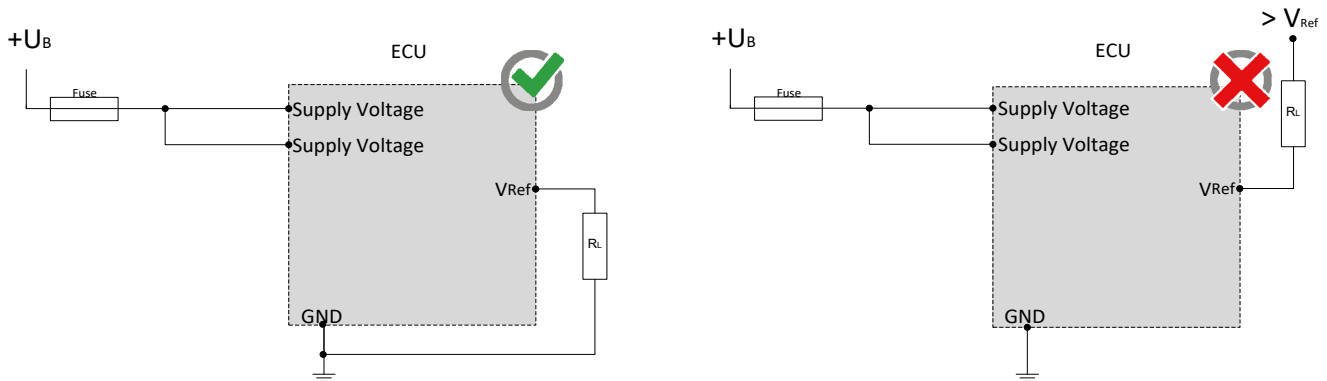 +UB
ECU
Fuse
Supply Voltage
Supply Voltage
VRef
RL
GND
> VRef
+UB
ECU
Fuse
RL
Supply Voltage
Supply Voltage
VRef
GND